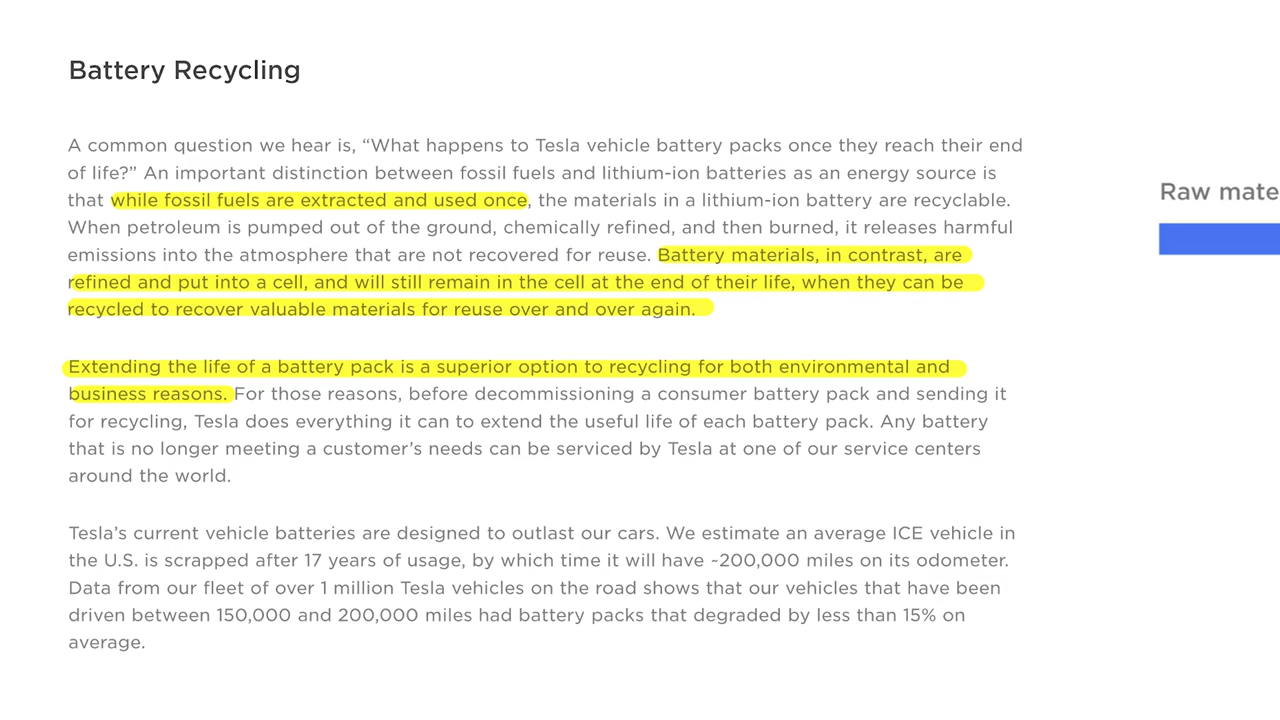 Battery Recycling
A common question we hear is, “What happens to Tesla vehicle battery packs once they reach their end
of life?” An important distinction between fossil fuels and lithium-ion batteries as an energy source is
that while fossil fuels are extracted and used once, the materials in a lithium-ion battery are recyclable.
When petroleum is pumped out of the ground, chemically refined, and then burned, it releases harmful
emissions into the atmosphere that are not recovered for reuse. Battery materials, in contrast, are
refined and put into a cell, and will still remain in the cell at the end of their life, when they can be
recycled to recover valuable materials for reuse over and over again.
Extending the life of a battery pack is a superior option to recycling for both environmental and
business reasons. For those reasons, before decommissioning a consumer battery pack and sending it
for recycling, Tesla does everything it can to extend the useful life of each battery pack. Any battery
that is no longer meeting a customer’s needs can be serviced by Tesla at one of our service centers
around the world.
Tesla’s current vehicle batteries are designed to outlast our cars. We estimate an average ICE vehicle in
the U.S. is scrapped after 17 years of usage, by which time it will have ~200,000 miles on its odometer.
Data from our fleet of over 1 million Tesla vehicles on the road shows that our vehicles that have been
driven between 150,000 and 200,000 miles had battery packs that degraded by less than 15% on
average.
Raw mate